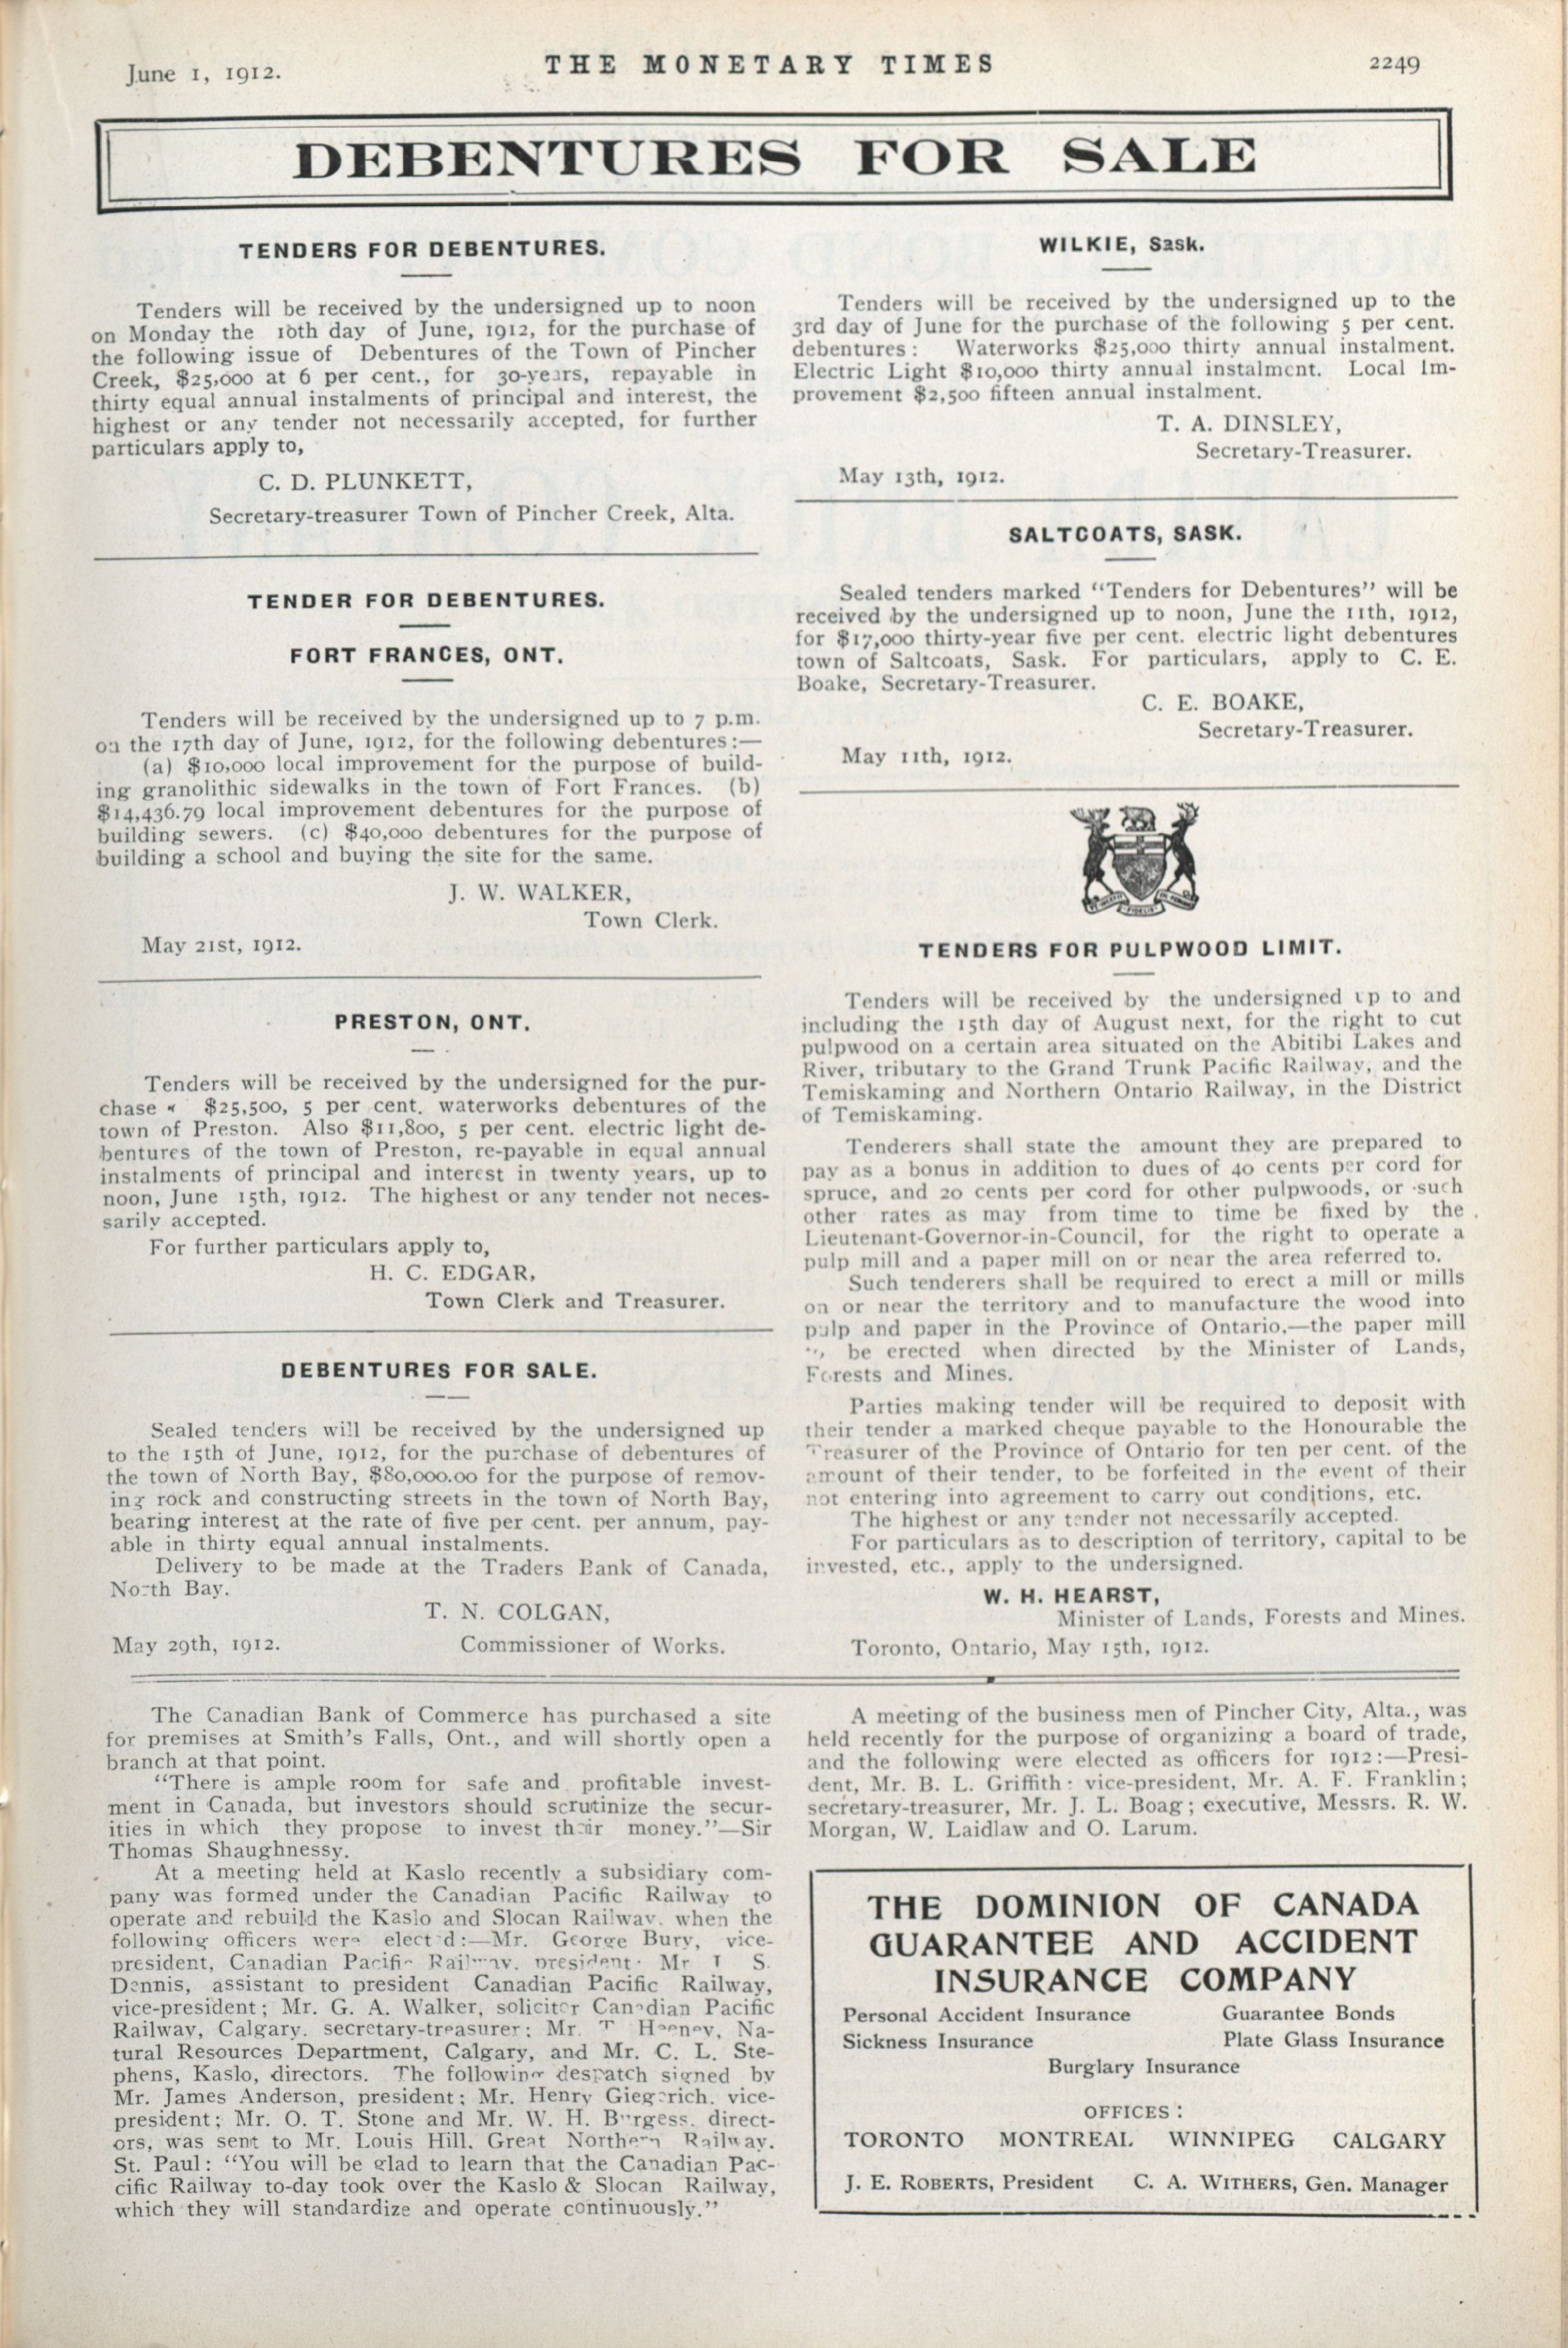 June 1, 1912.
THE MONETARY TIMES
2249
DEBENTURES FOR SALE
TENDERS FOR DEBENTURES.
Tenders will be received by the undersigned up to noon
on Monday the 10th day of June, 1912, for the purchase of
the following issue of Debentures of the Town of Pincher
Creek, $25,000 at 6 per cent., for 30-years, repayable in
thirty equal annual instalments of principal and interest, the
highest or any tender not necessarily accepted, for further
particulars apply to,
C. D. PLUNKETT,
Secretary-treasurer Town of Pincher Creek, Alta.
TENDER FOR DEBENTURES.
FORT FRANCES, ONT.
Tenders will be received by the undersigned up to 7 p.m.
on the 17th day of June, 1912, for the following debentures:—
(a) $10,000 local improvement for the purpose of build-
ing granolithic sidewalks in the town of Fort Frances. (b)
$14,436.79 local improvement debentures for the purpose of
building sewers. (c) $40,000 debentures for the purpose of
building a school and buying the site for the same.
J. W. WALKER,
Town Clerk.
May 21st, 1912.
PRESTON, ONT.
Tenders will be received by the undersigned for the pur-
chase $25,500, 5 per cent. waterworks debentures of the
town of Preston. Also $11,800, 5 per cent. electric light de-
bentures of the town of Preston, re-payable in equal annual
instalments of principal and interest in twenty years, up to
noon, June 15th, 1912. The highest or any tender not neces-
sarily accepted.
For further particulars apply to,
H. C. EDGAR,
Town Clerk and Treasurer.
DEBENTURES FOR SALE.
Sealed tenders will be received by the undersigned up
to the 15th of June, 1912, for the purchase of debentures of
the town of North Bay, $80,000.00 for the purpose of remov-
ing rock and constructing streets in the town of North Bay,
bearing interest at the rate of five per cent. per annum, pay-
able in thirty equal annual instalments.
Delivery to be made at the Traders Bank of Canada,
North Bay.
T. N. COLGAN,
May 29th, 1912. Commissioner of Works.
WILKIE, Sask.
Tenders will be received by the undersigned up to the
3rd day of June for the purchase of the following 5 per cent.
debentures: Waterworks $25,000 thirty annual instalment.
Electric Light $10,000 thirty annual instalment. Local Im-
provement $2,500 fifteen annual instalment.
T. A. DINSLEY,
Secretary-Treasurer.
May 13th, 1912.
SALTCOATS, SASK.
Sealed tenders marked "Tenders for Debentures" will be
received by the undersigned up to noon, June the 11th, 1912,
for $17,000 thirty-year five per cent. electric light debentures
town of Saltcoats, Sask. For particulars, apply to C. E.
Boake, Secretary-Treasurer.
C. E. BOAKE,
Secretary-Treasurer.
May 11th, 1912.
TENDERS FOR PULPWOOD LIMIT.
Tenders will be received by the undersigned up to and
including the 15th day of August next, for the right to cut
pulpwood on a certain area situated on the Abitibi Lakes and
River, tributary to the Grand Trunk Pacific Railway, and the
Temiskaming and Northern Ontario Railway, in the District
of Temiskaming.
Tenderers shall state the amount they are prepared to
pay as a bonus in addition to dues of 40 cents per cord for
spruce, and 20 cents per cord for other pulpwoods, or such
other rates as may from time to time be fixed by the
Lieutenant-Governor-in-Council, for the right to operate a
pulp mill and a paper mill on or near the area referred to.
Such tenderers shall be required to erect a mill or mills
on or near the territory and to manufacture the wood into
pulp and paper in the Province of Ontario,—the paper mill
be erected when directed by the Minister of Lands,
Forests and Mines.
Parties making tender will be required to deposit with
their tender a marked cheque payable to the Honourable the
Treasurer of the Province of Ontario for ten per cent. of the
amount of their tender, to be forfeited in the event of their
not entering into agreement to carry out conditions, etc.
The highest or any tender not necessarily accepted.
For particulars as to description of territory, capital to be
invested, etc., apply to the undersigned.
W. H. HEARST,
Minister of Lands, Forests and Mines.
Toronto, Ontario, May 15th, 1912.
The Canadian Bank of Commerce has purchased a site
for premises at Smith's Falls, Ont., and will shortly open a
branch at that point.
"There is ample room for safe and profitable invest-
ment in Canada, but investors should scrutinize the secur-
ities in which they propose to invest their money."—Sir
Thomas Shaughnessy.
At a meeting held at Kaslo recently a subsidiary com-
pany was formed under the Canadian Pacific Railway to
operate and rebuild the Kaslo and Slocan Railway, when the
following officers were elected:—Mr. George Bury, vice-
president, Canadian Pacific Railway, president; Mr. S.
Dennis, assistant to president Canadian Pacific Railway,
vice-president; Mr. G. A. Walker, solicitor Canadian Pacific
Railway, Calgary, secretary-treasurer; Mr. Na-
tural Resources Department, Calgary, and Mr. C. L. Ste-
phens, Kaslo, directors. The following despatch signed by
Mr. James Anderson, president; Mr. Henry Giegerich, vice-
president; Mr. O. T. Stone and Mr. W. H. Burgess, direct-
ors, was sent to Mr. Louis Hill, Great Northern Railway,
St. Paul: "You will be glad to learn that the Canadian Pac-
cific Railway to-day took over the Kaslo & Slocan Railway,
which they will standardize and operate continuously."
A meeting of the business men of Pincher City, Alta., was
held recently for the purpose of organizing a board of trade,
and the following were elected as officers for 1912:—Presi-
dent, Mr. B. L. Griffith: vice-president, Mr. A. F. Franklin;
secretary-treasurer, Mr. J. L. Boag; executive, Messrs. R. W.
Morgan, W. Laidlaw and O. Larum.
THE DOMINION OF CANADA
GUARANTEE AND ACCIDENT
INSURANCE COMPANY
Personal Accident Insurance Guarantee Bonds
Sickness Insurance Plate Glass Insurance
Burglary Insurance
OFFICES:
TORONTO MONTREAL WINNIPEG CALGARY
J. E. ROBERTS, President C. A. WITHERS, Gen. Manager